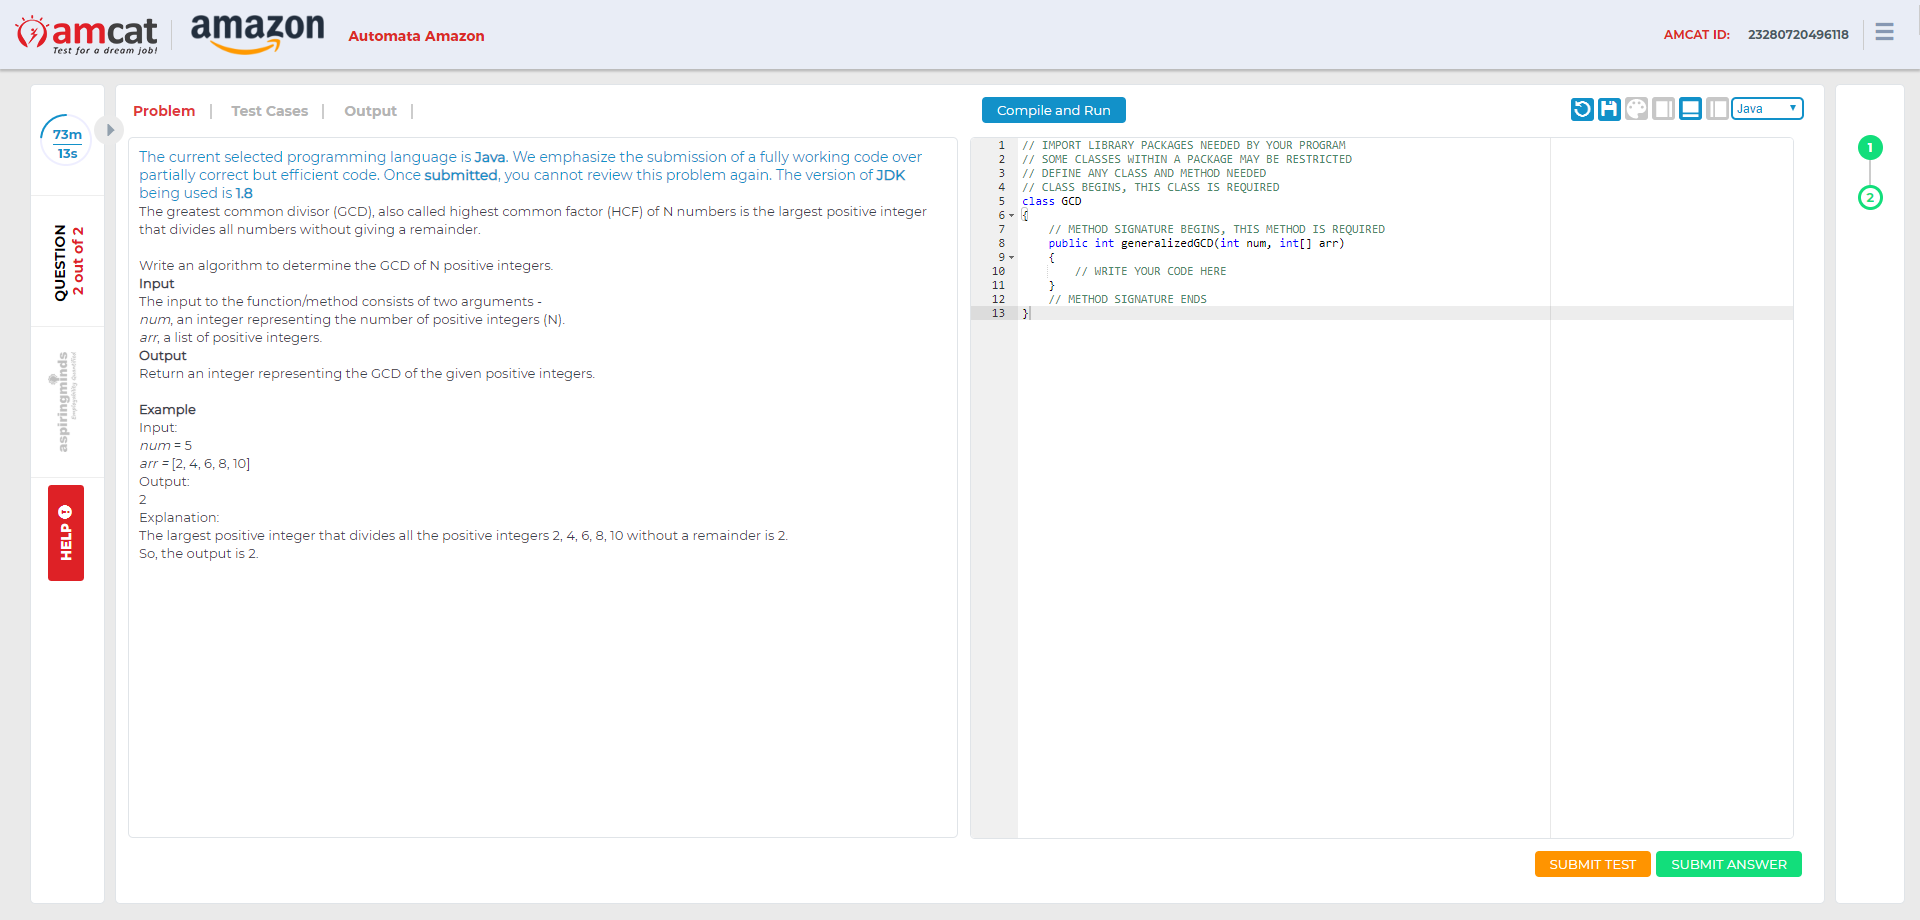 amcat
Test for a dream job!
amazon
Automata Amazon
AMCAT ID: 23280720496118
73m
13s
QUESTION
2 out of 2
aspiringminds
Employability Quantified
HELP
Problem | Test Cases | Output |
The current selected programming language is Java. We emphasize the submission of a fully working code over
partially correct but efficient code. Once submitted, you cannot review this problem again. The version of JDK
being used is 1.8
The greatest common divisor (GCD), also called highest common factor (HCF) of N numbers is the largest positive integer
that divides all numbers without giving a remainder.
Write an algorithm to determine the GCD of N positive integers.
Input
The input to the function/method consists of two arguments -
num, an integer representing the number of positive integers (N).
arr, a list of positive integers.
Output
Return an integer representing the GCD of the given positive integers.
Example
Input:
num = 5
arr = [2, 4, 6, 8, 10]
Output:
2
Explanation:
The largest positive integer that divides all the positive integers 2, 4, 6, 8, 10 without a remainder is 2.
So, the output is 2.
Compile and Run
Java
1 // IMPORT LIBRARY PACKAGES NEEDED BY YOUR PROGRAM
2 // SOME CLASSES WITHIN A PACKAGE MAY BE RESTRICTED
3 // DEFINE ANY CLASS AND METHOD NEEDED
4 // CLASS BEGINS, THIS CLASS IS REQUIRED
5 class GCD
6 {
7 // METHOD SIGNATURE BEGINS, THIS METHOD IS REQUIRED
8 public int generalizedGCD(int num, int[] arr)
9 {
10 // WRITE YOUR CODE HERE
11 }
12 // METHOD SIGNATURE ENDS
13 }
SUBMIT TEST
SUBMIT ANSWER
1
2